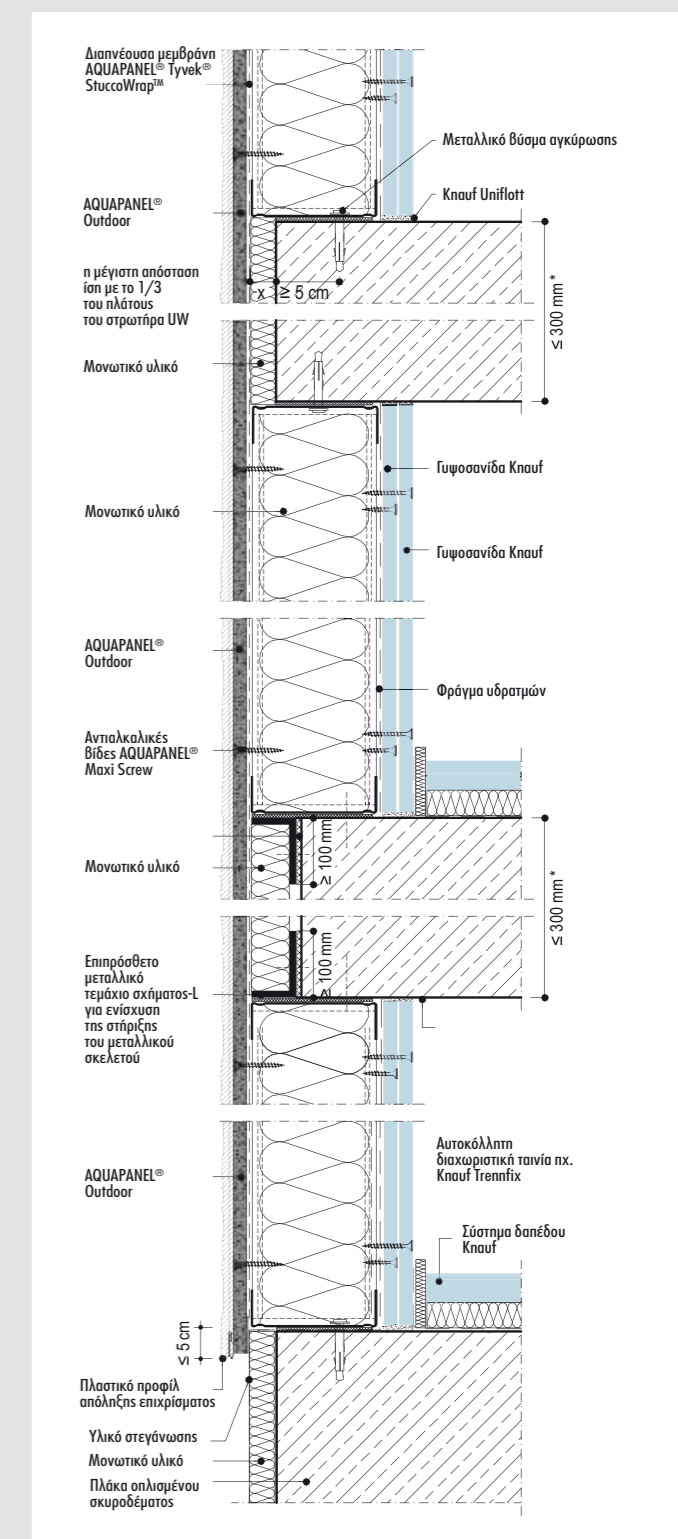 Διαπνέουσα μεμβράνη
AQUAPANEL® Tyvek®
StuccoWrap™
Μεταλλικό βύσμα αγκύρωσης
AQUAPANEL®
Outdoor
Knauf Uniflott
η μέγιστη απόσταση
ίση με το 1/3
του πλάτους
του στρωτήρα UW
x ≥ 5 cm
≤ 300 mm*
Μονωτικό υλικό
Γυψοσανίδα Knauf
Μονωτικό υλικό
Γυψοσανίδα Knauf
AQUAPANEL®
Outdoor
Φράγμα υδρατμών
Αντιαλκαλικές
βίδες AQUAPANEL®
Maxi Screw
≥ 100 mm
Μονωτικό υλικό
≤ 300 mm*
≥ 100 mm
Επιπρόσθετο
μεταλλικό
τεμάχιο σχήματος-L
για ενίσχυση
της στήριξης
του μεταλλικού
σκελετού
Αυτοκόλλητη
διαχωριστική ταινία πχ.
Knauf Trennfix
AQUAPANEL®
Outdoor
Σύστημα δαπέδου
Knauf
≤ 5 cm
Πλαστικό προφίλ
απόληξης επιχρίσματος
Υλικό στεγάνωσης
Μονωτικό υλικό
Πλάκα οπλισμένου
σκυροδέματος